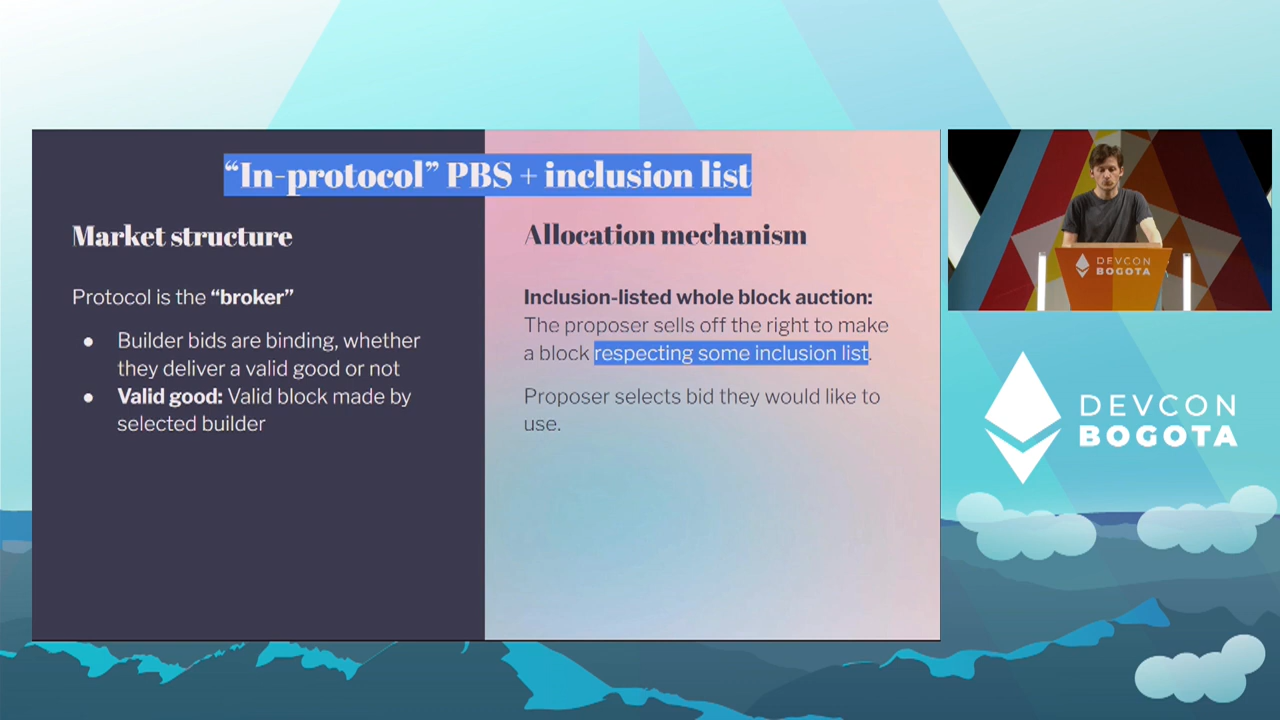 “In-protocol” PBS + inclusion list
Market structure
Protocol is the “broker”
● Builder bids are binding, whether
they deliver a valid good or not
● Valid good: Valid block made by
selected builder
Allocation mechanism
Inclusion-listed whole block auction:
The proposer sells off the right to make
a block respecting some inclusion list.
Proposer selects bid they would like to
use.
DEVCON
BOGOTA
DEVCON
BOGOTA